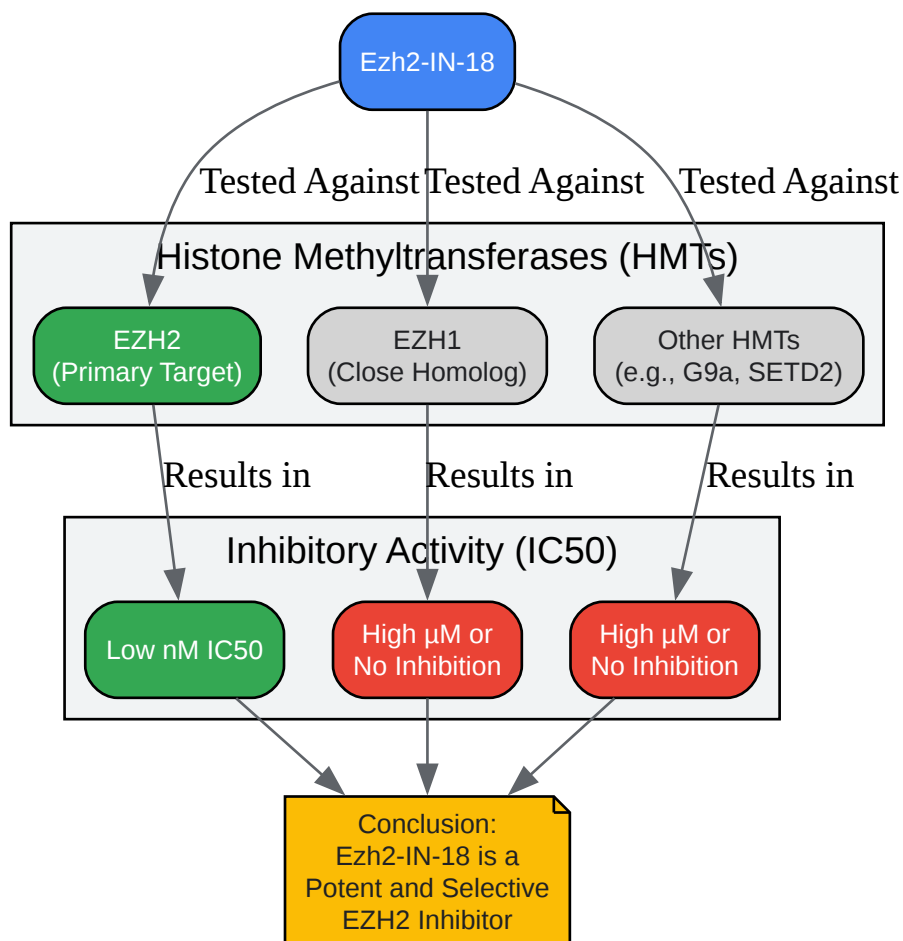 Ezh2-IN-18
Tested Against Tested Against Tested Against
Histone Methyltransferases (HMTs)
EZH2
(Primary Target)
EZH1
(Close Homolog)
Other HMTs
(e.g., G9a, SETD2)
Results in Results in Results in
Inhibitory Activity (IC50)
Low nM IC50
High µM or
No Inhibition
High µM or
No Inhibition
Conclusion:
Ezh2-IN-18 is a
Potent and Selective
EZH2 Inhibitor